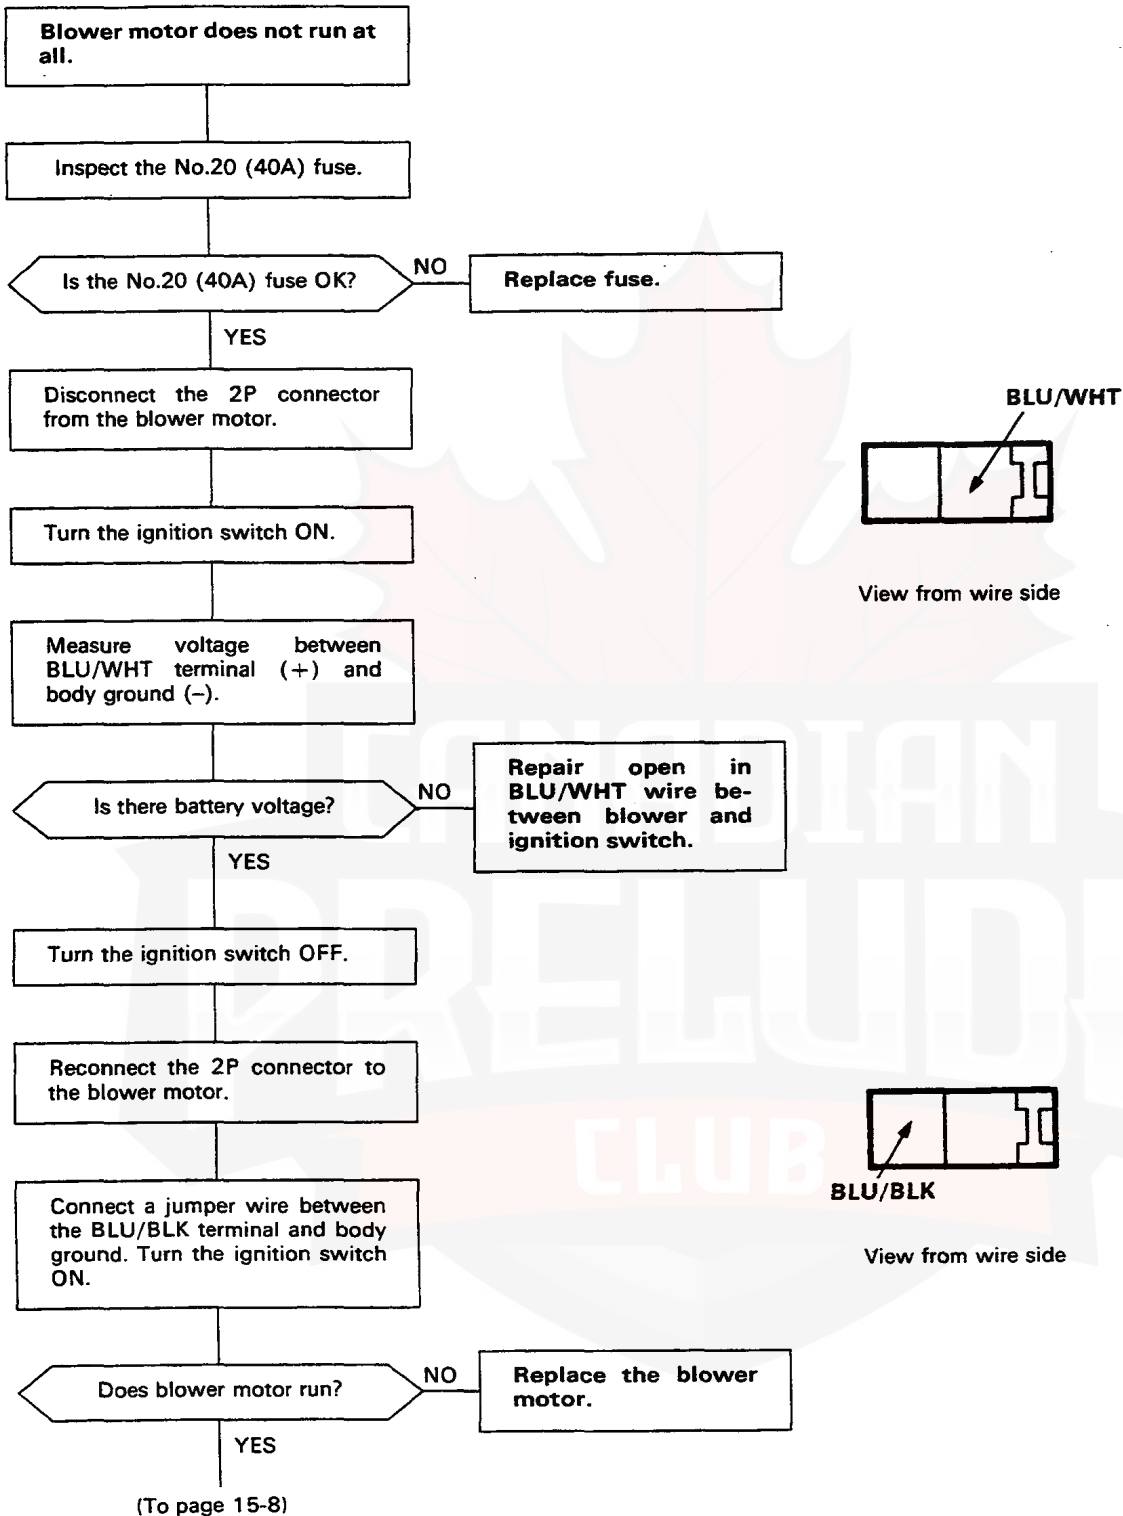 Blower motor does not run at
all.
Inspect the No.20 (40A) fuse.
Is the No.20 (40A) fuse OK?
NO
Replace fuse.
YES
Disconnect the 2P connector
from the blower motor.
BLU/WHT
Turn the ignition switch ON.
View from wire side
Measure voltage between
BLU/WHT terminal (+) and
body ground (–).
Is there battery voltage?
NO
Repair open in
BLU/WHT wire be-
tween blower and
ignition switch.
YES
Turn the ignition switch OFF.
Reconnect the 2P connector to
the blower motor.
Connect a jumper wire between
the BLU/BLK terminal and body
ground. Turn the ignition switch
ON.
BLU/BLK
View from wire side
Does blower motor run?
NO
Replace the blower
motor.
YES
(To page 15-8)
CANADIAN
PRELUDE
CLUB